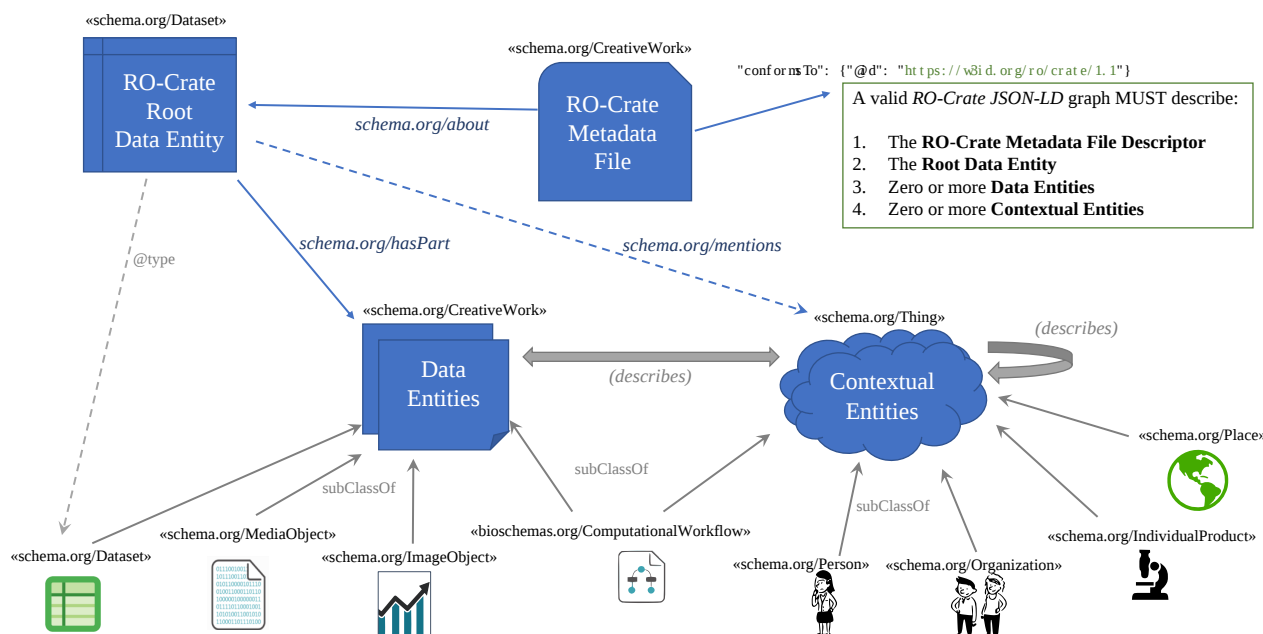 «schema.org/Dataset»
RO-Crate
Root
Data Entity
«schema.org/CreativeWork»
RO-Crate
Metadata
File
schema.org/about
"conformsTo": {"@id": "https://w3id.org/ro/crate/1.1"}
A valid RO-Crate JSON-LD graph MUST describe:
1. The RO-Crate Metadata File Descriptor
2. The Root Data Entity
3. Zero or more Data Entities
4. Zero or more Contextual Entities
schema.org/hasPart
schema.org/mentions
@type
«schema.org/CreativeWork»
Data
Entities
(describes)
«schema.org/Thing»
Contextual
Entities
(describes)
subClassOf
subClassOf
subClassOf
«schema.org/Place»
«schema.org/Dataset»
«schema.org/MediaObject»
«schema.org/ImageObject»
«bioschemas.org/ComputationalWorkflow»
«schema.org/Person»
«schema.org/Organization»
«schema.org/IndividualProduct»